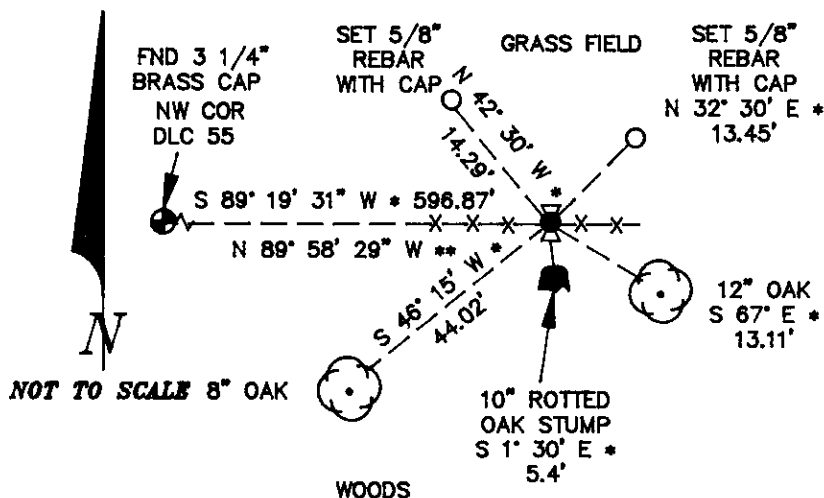 FND 3 1/4"
BRASS CAP
NW COR
DLC 55
SET 5/8"
REBAR
WITH CAP
GRASS FIELD
SET 5/8"
REBAR
WITH CAP
N 32° 30' E *
13.45'
N 42° 30' W *
14.29'
S 89° 19' 31" W * 596.87'
N 89° 58' 29" W **
S 46° 15' W *
44.02'
12" OAK
S 67° E *
13.11'
N
NOT TO SCALE
8" OAK
10" ROTTED
OAK STUMP
S 1° 30' E *
5.4'
WOODS